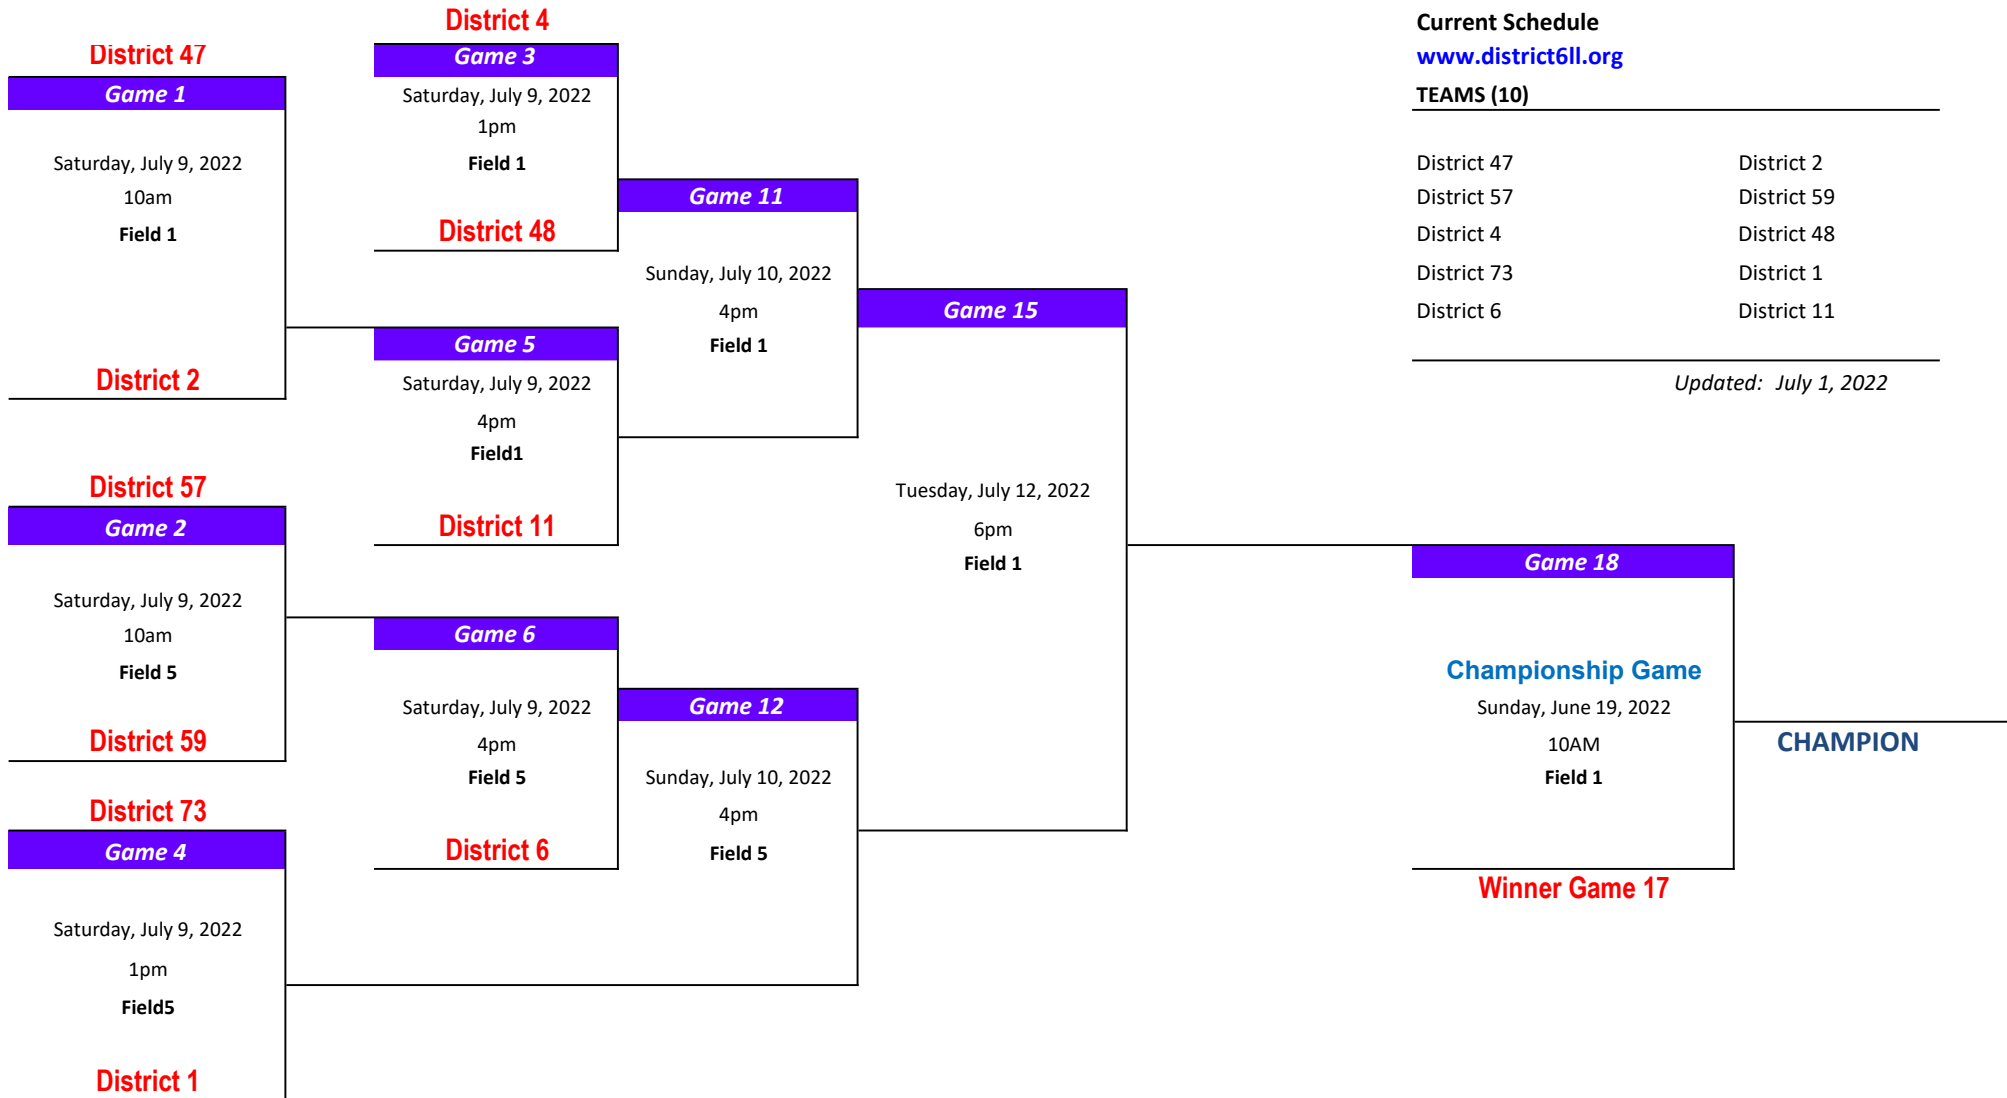 District 47
Game 1
Saturday, July 9, 2022
10am
Field 1
District 2
District 57
Game 2
Saturday, July 9, 2022
10am
Field 5
District 59
District 73
Game 4
Saturday, July 9, 2022
1pm
Field5
District 1
District 4
Game 3
Saturday, July 9, 2022
1pm
Field 1
District 48
Game 5
Saturday, July 9, 2022
4pm
Field1
District 11
Game 6
Saturday, July 9, 2022
4pm
Field 5
District 6
Game 11
Sunday, July 10, 2022
4pm
Field 1
Game 12
Sunday, July 10, 2022
4pm
Field 5
Game 15
Tuesday, July 12, 2022
6pm
Field 1
Current Schedule
www.district6ll.org
TEAMS (10)
District 47 District 2
District 57 District 59
District 4 District 48
District 73 District 1
District 6 District 11
Updated: July 1, 2022
Game 18
Championship Game
Sunday, June 19, 2022
10AM
Field 1
Winner Game 17
CHAMPION